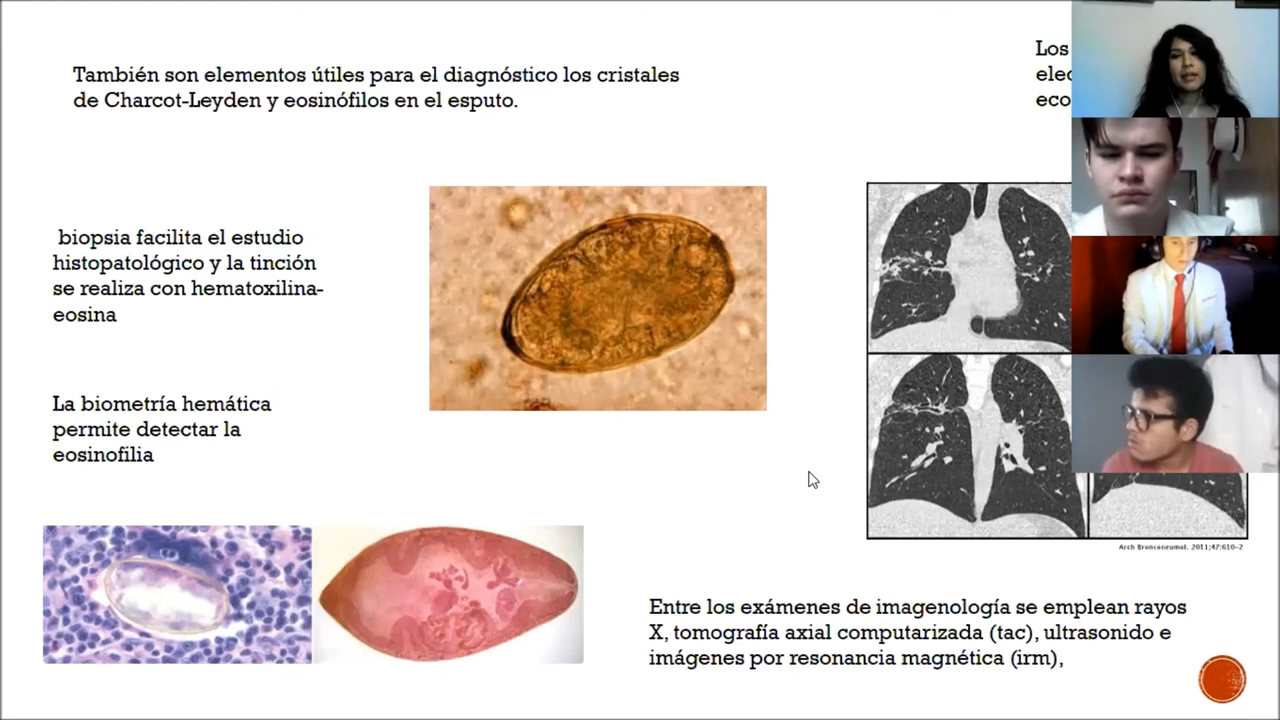 También son elementos útiles para el diagnóstico los cristales
de Charcot-Leyden y eosinófilos en el esputo.
Los
biopsia facilita el estudio
histopatológico y la tinción
se realiza con hematoxilina-
eosina
La biometría hemática
permite detectar la
eosinofilia
Arch Bronconeumol. 2011;47:610-2
Entre los exámenes de imagenología se emplean rayos
X, tomografía axial computarizada (tac), ultrasonido e
imágenes por resonancia magnética (irm),